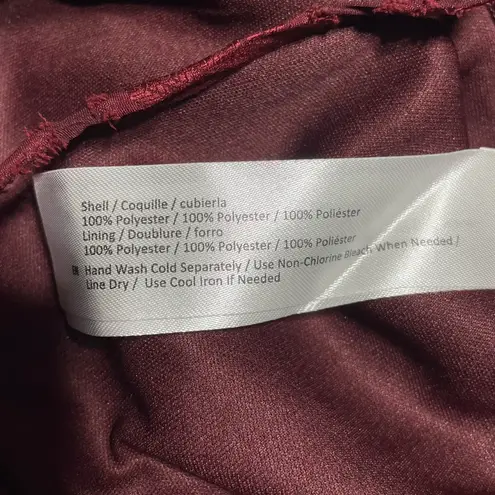 Shell / Coquille / cubierla
100% Polyester / 100% Polyester / 100% Poliéster
Lining / Doublure / forro
100% Polyester / 100% Polyester / 100% Poliéster
Hand Wash Cold Separately / Use Non-Chlorine Bleach When Needed /
Line Dry / Use Cool Iron If Needed